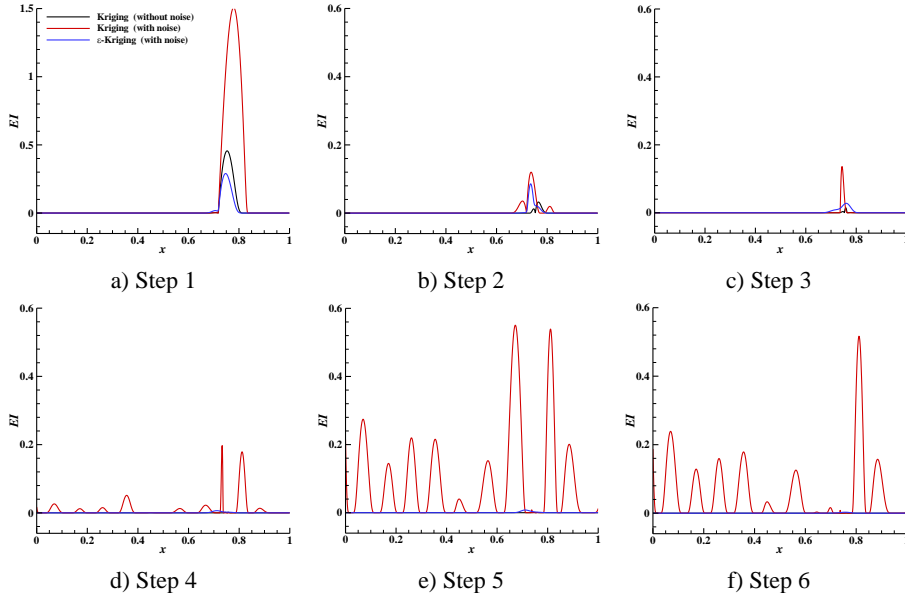 1.5
1
0.5
0
EI
Kriging (without noise)
Kriging (with noise)
ε-Kriging (with noise)
0 0.2 0.4 0.6 0.8 1
x
a) Step 1
0.6
0.4
0.2
0
EI
0 0.2 0.4 0.6 0.8 1
x
b) Step 2
0.6
0.4
0.2
0
EI
0 0.2 0.4 0.6 0.8 1
x
c) Step 3
0.6
0.4
0.2
0
EI
0 0.2 0.4 0.6 0.8 1
x
d) Step 4
0.6
0.4
0.2
0
EI
0 0.2 0.4 0.6 0.8 1
x
e) Step 5
0.6
0.4
0.2
0
EI
0 0.2 0.4 0.6 0.8 1
x
f) Step 6